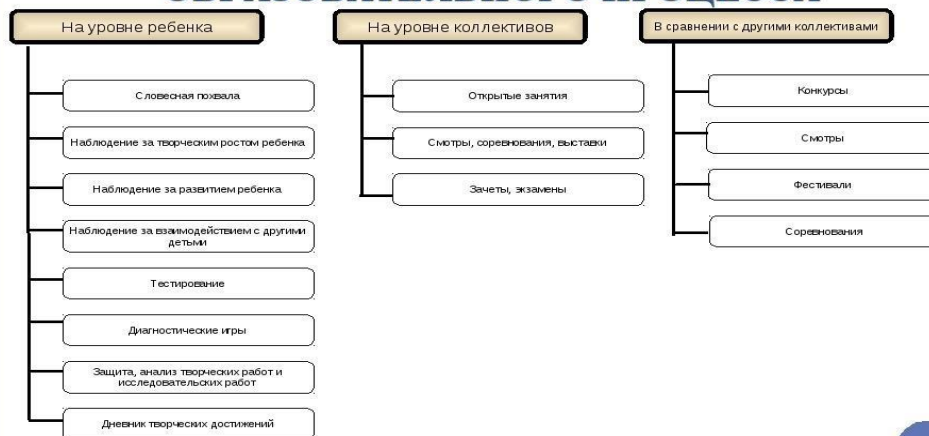 ОБРАЗОВАТЕЛЬНОГО ПРОЦЕССА
На уровне ребенка
Словесная похвала
Наблюдение за творческим ростом ребенка
Наблюдение за развитием ребенка
Наблюдение за взаимодействием с другими
детьми
Тестирование
Диагностические игры
Защита, анализ творческих работ и
исследовательских работ
Дневник творческих достижений
На уровне коллективов
Открытые занятия
Смотры, соревнования, выставки
Зачеты, экзамены
В сравнении с другими коллективами
Конкурсы
Смотры
Фестивали
Соревнования